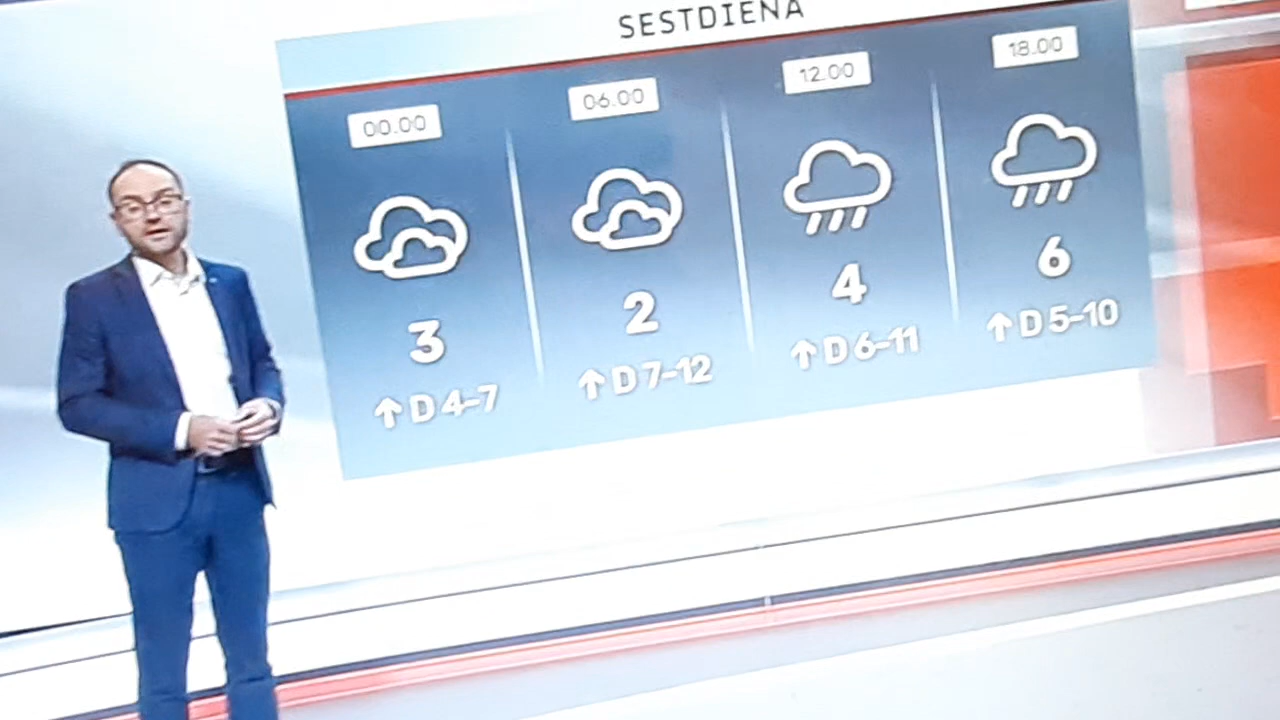 SESTDIENA
00.00 06.00 12.00 18.00
3 2 4 6
↑ D 4-7 ↑ D 7-12 ↑ D 6-11 ↑ D 5-10